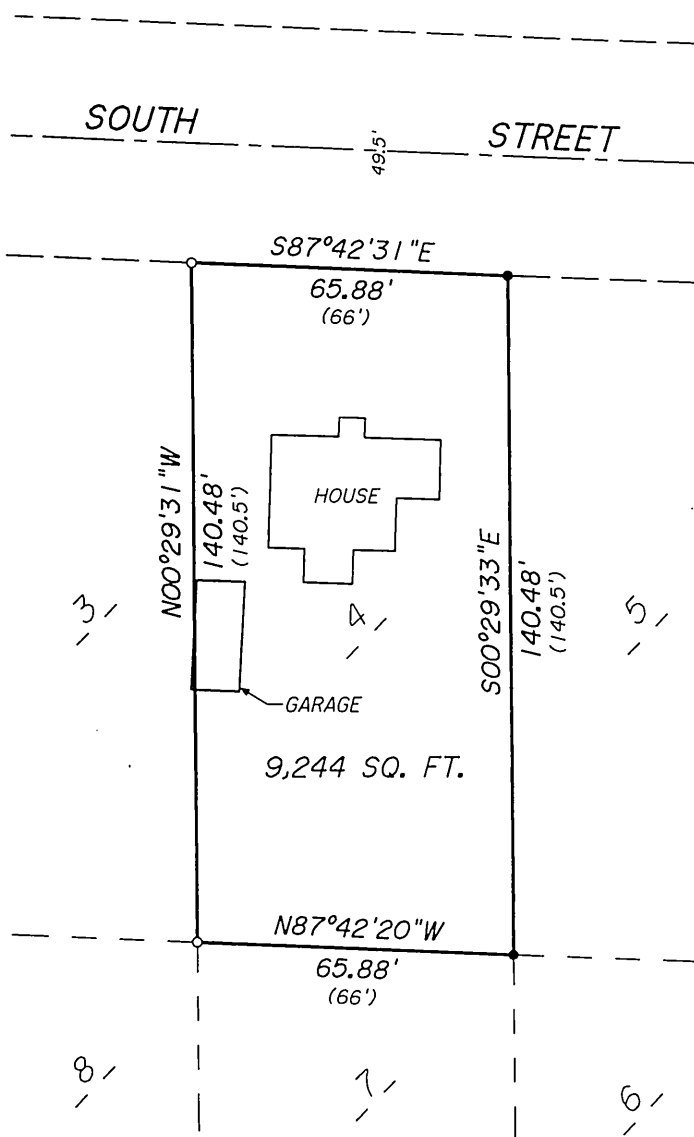 SOUTH STREET
49.5'
S87°42'31"E
65.88'
(66')
HOUSE
N00°29'31"W
140.48'
(140.5')
S00°29'33"E
140.48'
(140.5')
3
4
5
GARAGE
9,244 SQ. FT.
N87°42'20"W
65.88'
(66')
8
7
6